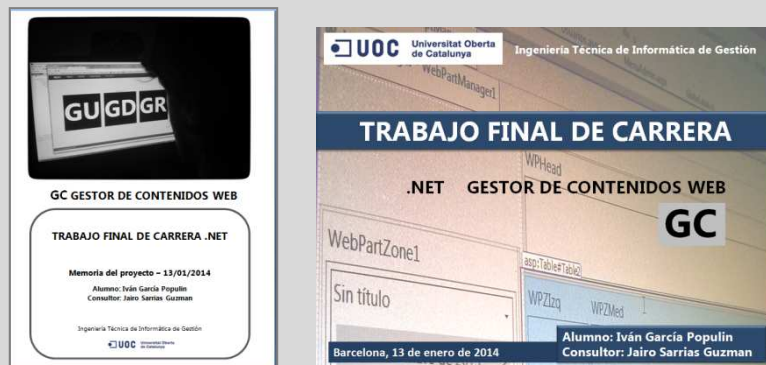 GU GD GR
GC GESTOR DE CONTENIDOS WEB
TRABAJO FINAL DE CARRERA .NET
Memoria del proyecto – 13/01/2014
Alumno: Iván García Populin
Consultor: Jairo Sarrias Guzman
Ingeniería Técnica de Informática de Gestión
UOC Universitat Oberta de Catalunya
UOC Universitat Oberta
de Catalunya
Ingeniería Técnica de Informática de Gestión
WebPartManager1
TRABAJO FINAL DE CARRERA
WPHead
.NET GESTOR DE CONTENIDOS WEB
GC
WebPartZone1
asp:Table#Table2
Sin título
WPZIzq WPZMed
Alumno: Iván García Populin
Barcelona, 13 de enero de 2014
Consultor: Jairo Sarrias Guzman